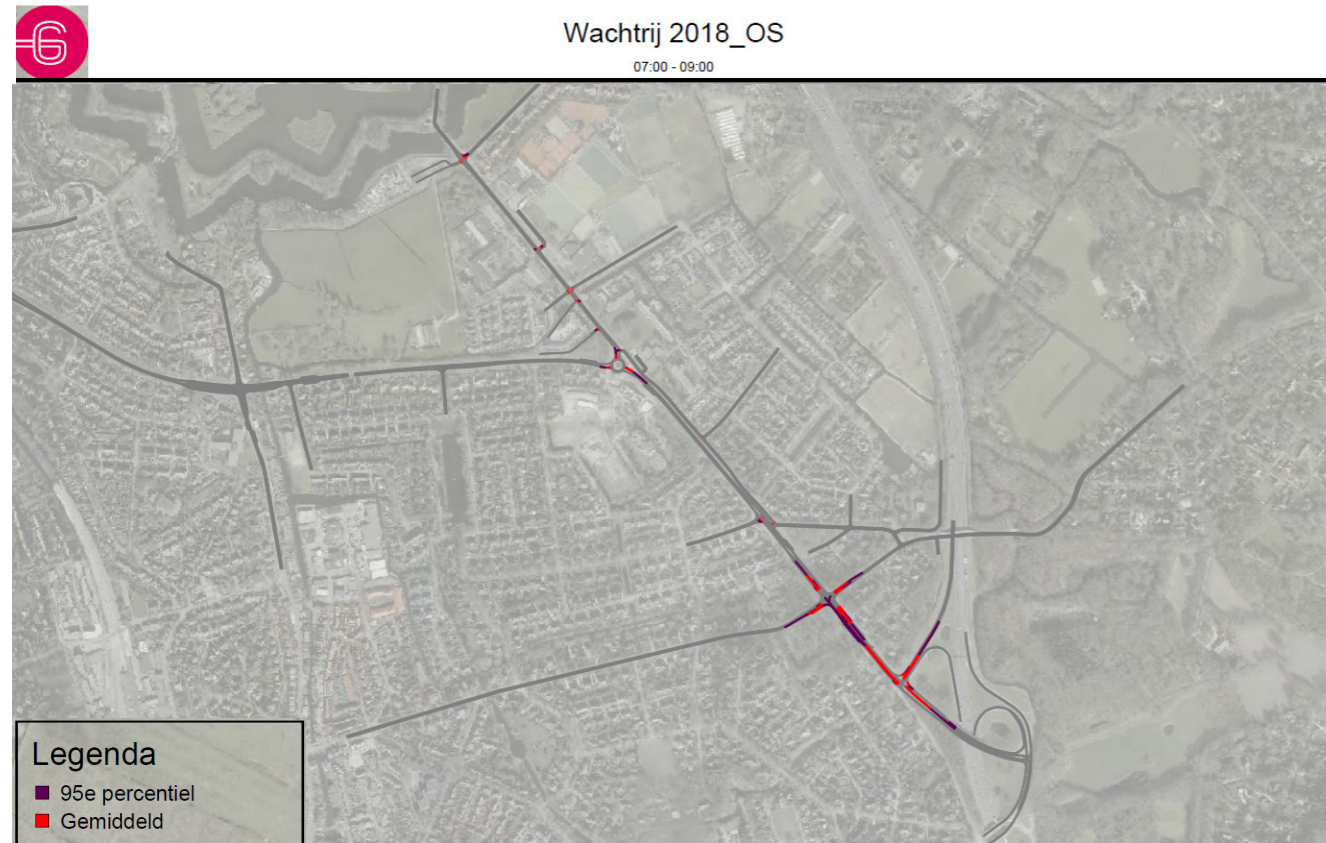 Wachtrij 2018_OS
07:00 - 09:00
Legenda
95e percentiel
Gemiddeld